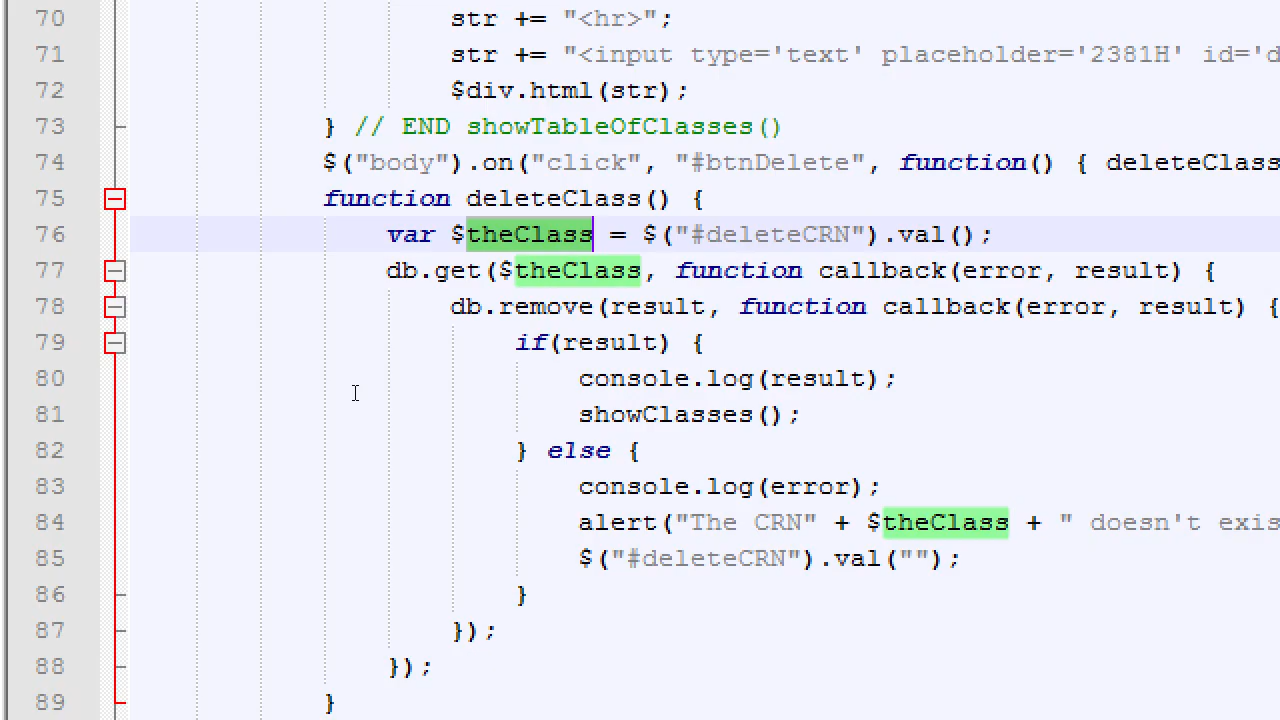 70 str += "<hr>";
71 str += "<input type='text' placeholder='2381H' id='d
72 $div.html(str);
73 } // END showTableOfClasses()
74 $("body").on("click", "#btnDelete", function() { deleteClass
75 function deleteClass() {
76 var $theClass = $("#deleteCRN").val();
77 db.get($theClass, function callback(error, result) {
78 db.remove(result, function callback(error, result) {
79 if(result) {
80 console.log(result);
81 showClasses();
82 } else {
83 console.log(error);
84 alert("The CRN" + $theClass + " doesn't exis
85 $("#deleteCRN").val("");
86 }
87 });
88 });
89 }